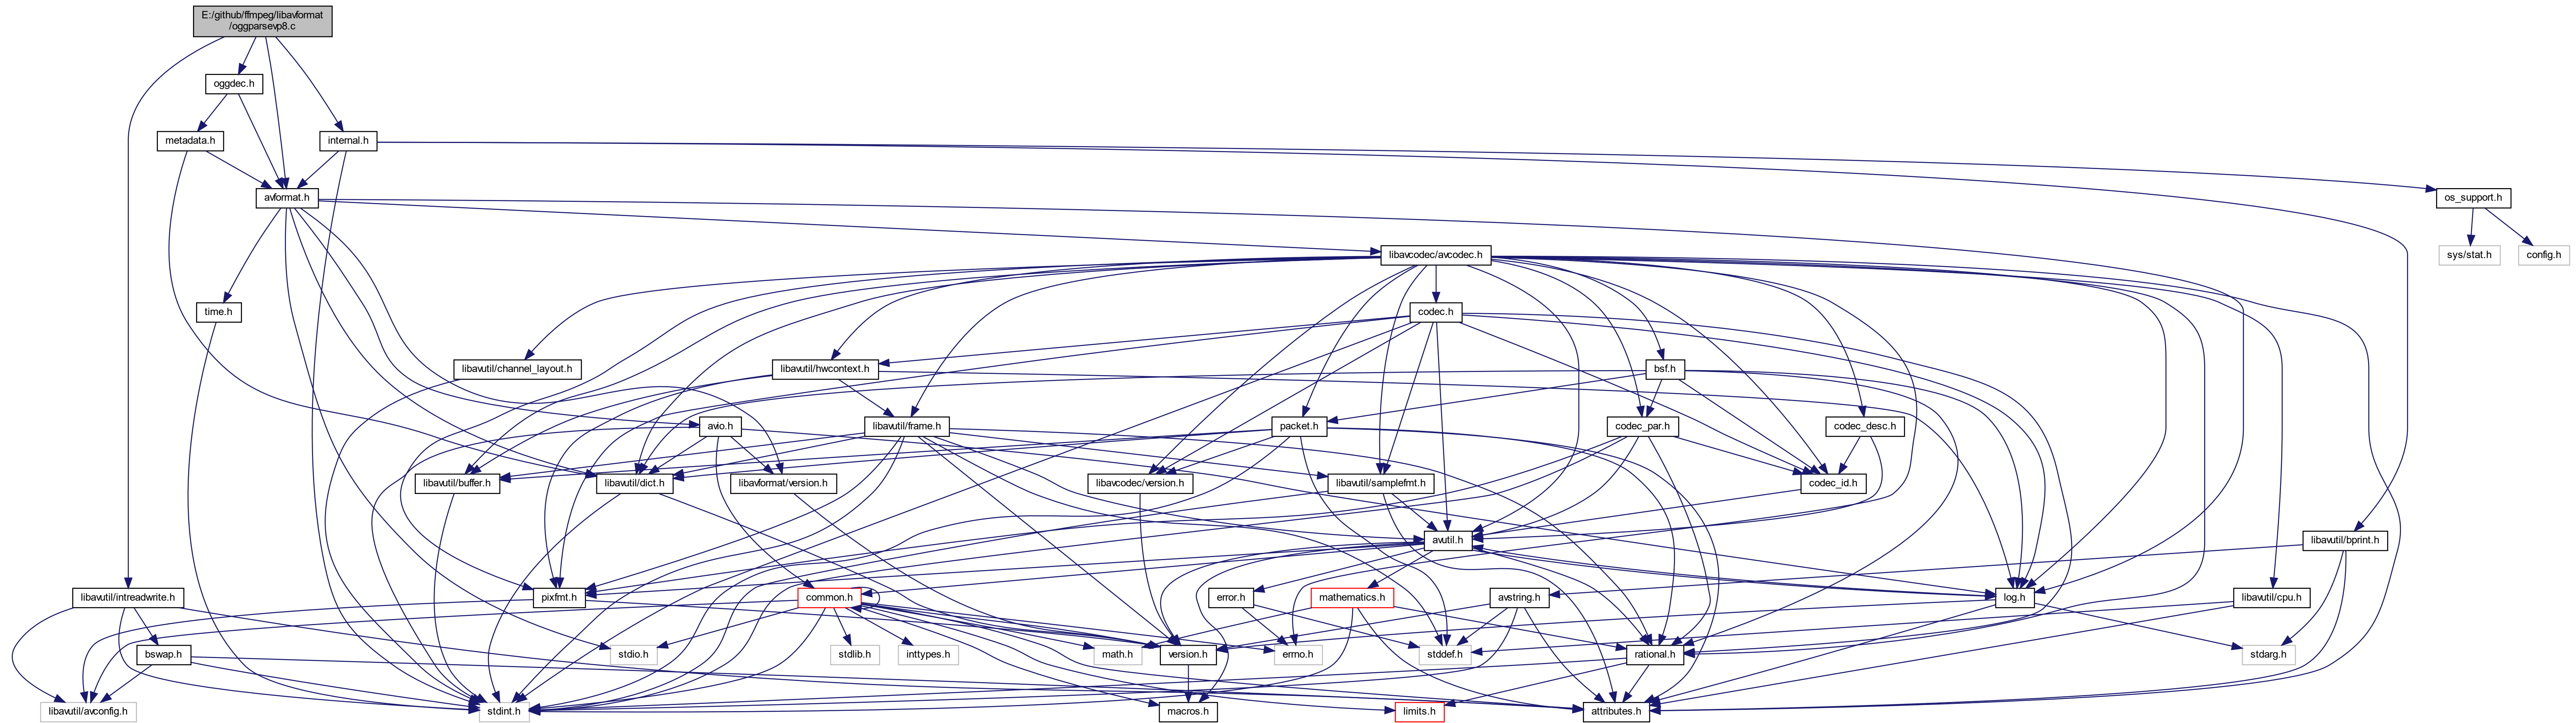 E:/github/ffmpeg/libavformat
/oggparsevp8.c
oggdec.h
metadata.h
internal.h
avformat.h
os_support.h
libavcodec/avcodec.h
sys/stat.h
config.h
time.h
codec.h
libavutil/channel_layout.h
libavutil/hwcontext.h
bsf.h
avio.h
libavutil/frame.h
packet.h
codec_par.h
codec_desc.h
libavutil/buffer.h
libavutil/dict.h
libavformat/version.h
libavcodec/version.h
libavutil/samplefmt.h
codec_id.h
avutil.h
libavutil/bprint.h
libavutil/intreadwrite.h
pixfmt.h
common.h
error.h
mathematics.h
avstring.h
log.h
libavutil/cpu.h
bswap.h
stdio.h
stdlib.h
inttypes.h
math.h
version.h
errno.h
stddef.h
rational.h
stdarg.h
libavutil/avconfig.h
stdint.h
macros.h
limits.h
attributes.h